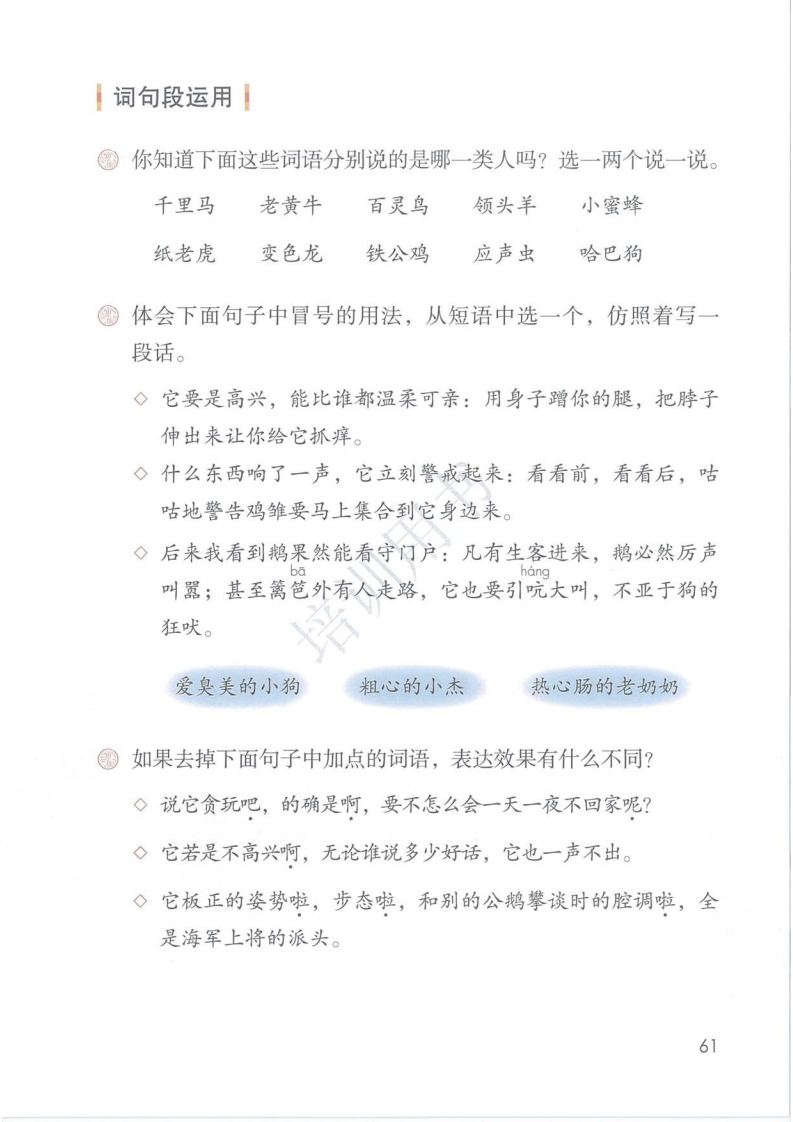 词句段运用
你知道下面这些词语分别说的是哪一类人吗？选一两个说一说。
千里马 老黄牛 百灵鸟 领头羊 小蜜蜂
纸老虎 变色龙 铁公鸡 应声虫 哈巴狗
体会下面句子中冒号的用法，从短语中选一个，仿照着写一
段话。
◇ 它要是高兴，能比谁都温柔可亲：用身子蹭你的腿，把脖子
伸出来让你给它抓痒。
◇ 什么东西响了一声，它立刻警戒起来：看看前，看看后，咕
咕地警告鸡雏要马上集合到它身边来。
◇ 后来我看到鹅果然能看守门户：凡有生客进来，鹅必然厉声
bā háng
叫嚣；甚至篱笆外有人走路，它也要引吭大叫，不亚于狗的
狂吠。
爱臭美的小狗 粗心的小杰 热心肠的老奶奶
如果去掉下面句子中加点的词语，表达效果有什么不同？
◇ 说它贪玩吧，的确是啊，要不怎么会一天一夜不回家呢？
◇ 它若是不高兴啊，无论谁说多少好话，它也一声不出。
◇ 它板正的姿势啦，步态啦，和别的公鹅攀谈时的腔调啦，全
是海军上将的派头。
61
培训用书